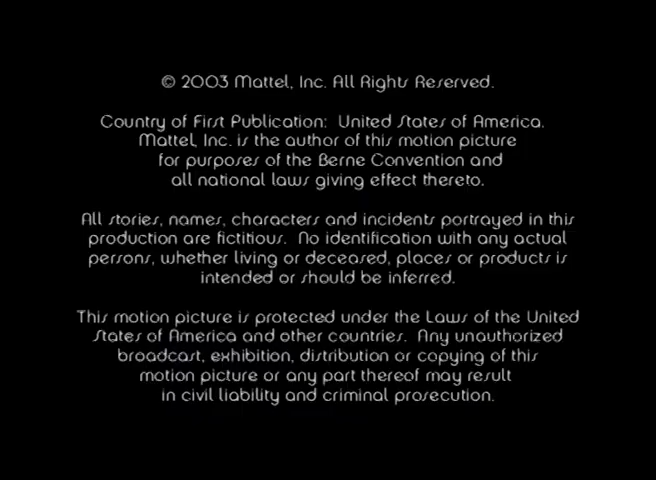 © 2003 Mattel, Inc. All Rights Reserved.
Country of First Publication: United States of America.
Mattel, Inc. is the author of this motion picture
for purposes of the Berne Convention and
all national laws giving effect thereto.
All stories, names, characters and incidents portrayed in this
production are fictitious. No identification with any actual
persons, whether living or deceased, places or products is
intended or should be inferred.
This motion picture is protected under the Laws of the United
States of America and other countries. Any unauthorized
broadcast, exhibition, distribution or copying of this
motion picture or any part thereof may result
in civil liability and criminal prosecution.